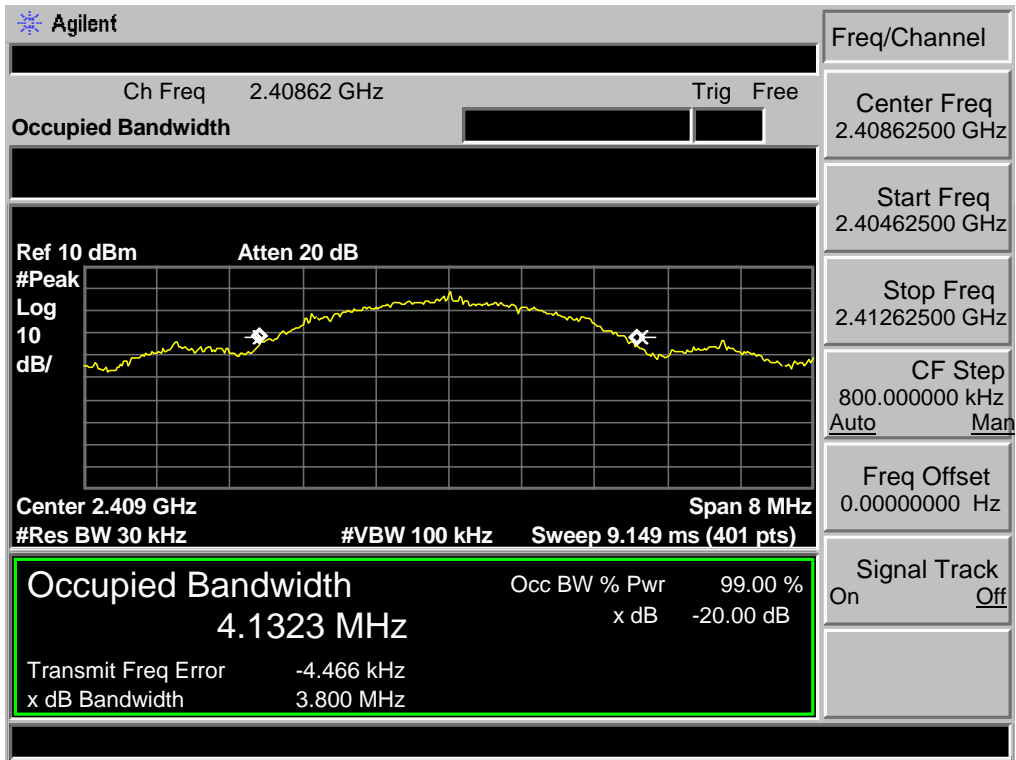 Agilent
Freq/Channel
Ch Freq 2.40862 GHz Trig Free
Occupied Bandwidth
Center Freq
2.40862500 GHz
Start Freq
2.40462500 GHz
Ref 10 dBm Atten 20 dB
#Peak
Log
10
dB/
Stop Freq
2.41262500 GHz
CF Step
800.000000 kHz
Auto Man
Freq Offset
0.00000000 Hz
Center 2.409 GHz Span 8 MHz
#Res BW 30 kHz #VBW 100 kHz Sweep 9.149 ms (401 pts)
Signal Track
On Off
Occupied Bandwidth Occ BW % Pwr 99.00 %
4.1323 MHz x dB -20.00 dB
Transmit Freq Error -4.466 kHz
x dB Bandwidth 3.800 MHz